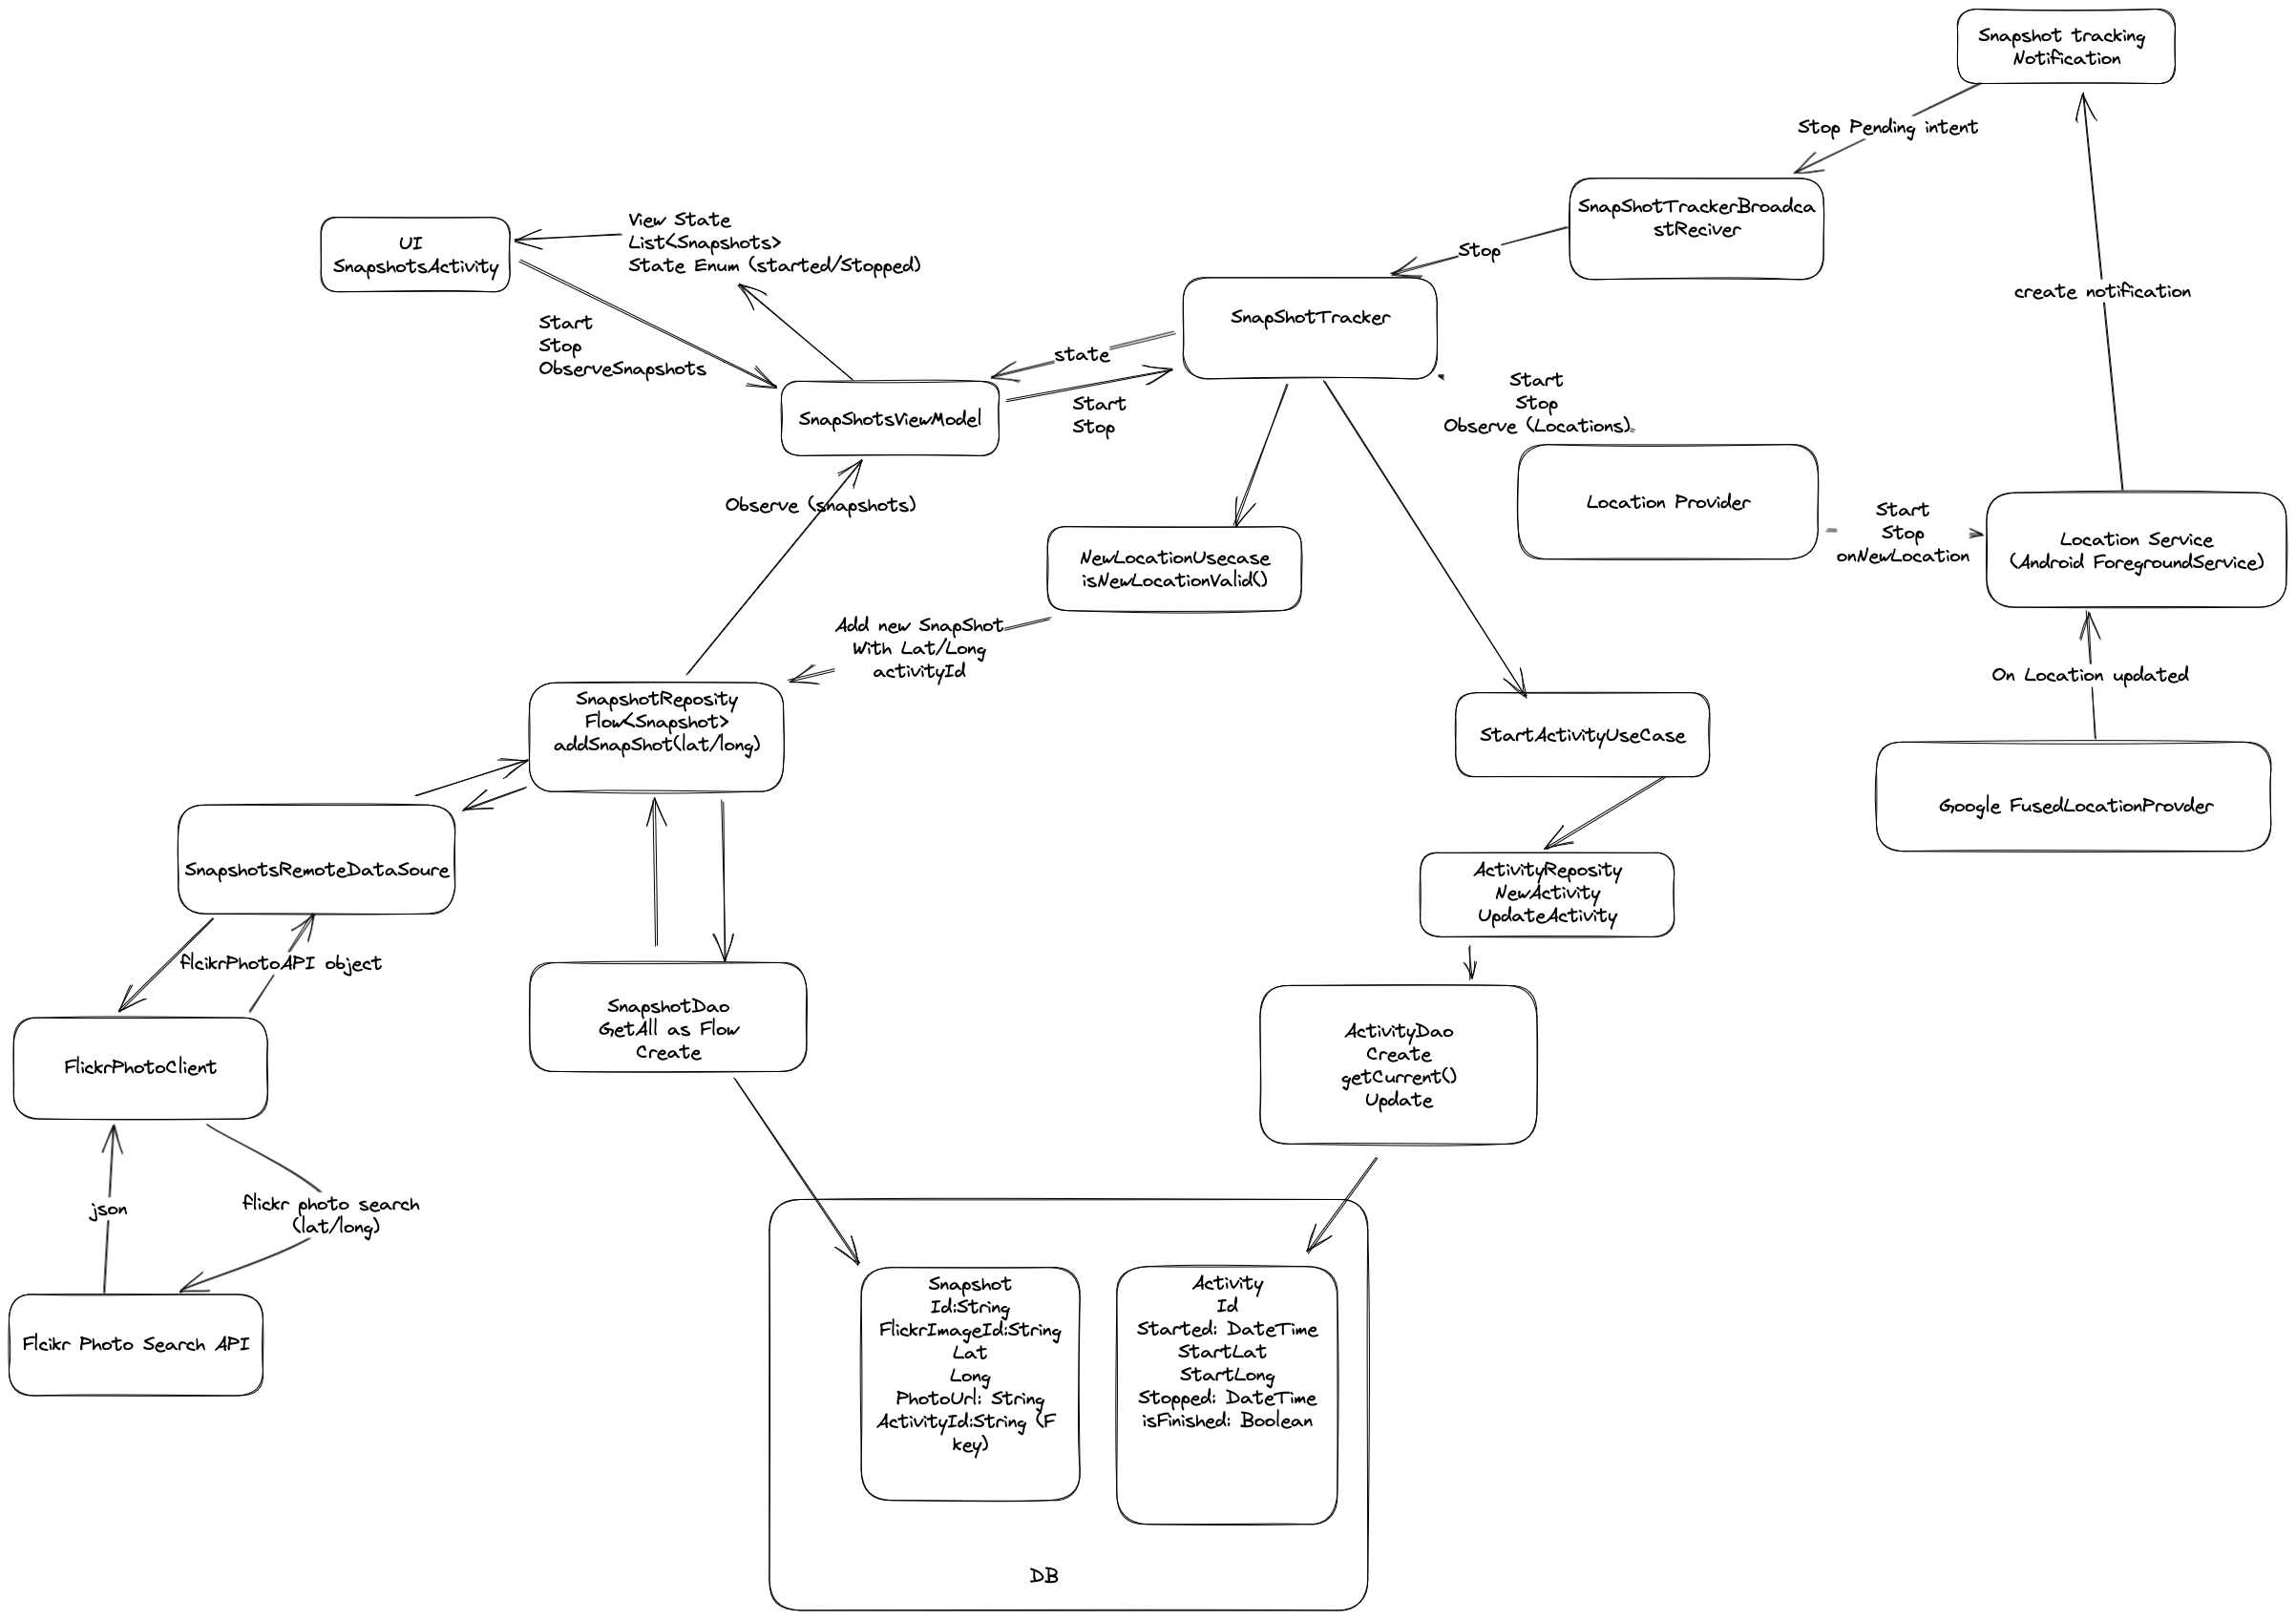 Snapshot tracking
Notification
Stop Pending intent
SnapShotTrackerBroadca
stReciver
Stop
View State
List<Snapshots>
State Enum (started/Stopped)
UI
SnapshotsActivity
create notification
SnapShotTracker
Start
Stop
ObserveSnapshots
state
SnapShotsViewModel
Start
Stop
Start
Stop
Observe (Locations)
Location Provider
Start
Stop
onNewLocation
Location Service
(Android ForegroundService)
Observe (snapshots)
NewLocationUsecase
isNewLocationValid()
Add new SnapShot
With Lat/Long
activityId
On Location updated
SnapshotReposity
Flow<Snapshot>
addSnapShot(lat/long)
StartActivityUseCase
Google FusedLocationProvder
SnapshotsRemoteDataSoure
ActivityReposity
NewActivity
UpdateActivity
flcikrPhotoAPI object
SnapshotDao
GetAll as Flow
Create
ActivityDao
Create
getCurrent()
Update
FlickrPhotoClient
json
flickr photo search
(lat/long)
Flcikr Photo Search API
Snapshot
Id:String
FlickrImageId:String
Lat
Long
PhotoUrl: String
ActivityId:String (F
key)
Activity
Id
Started: DateTime
StartLat
StartLong
Stopped: DateTime
isFinished: Boolean
DB